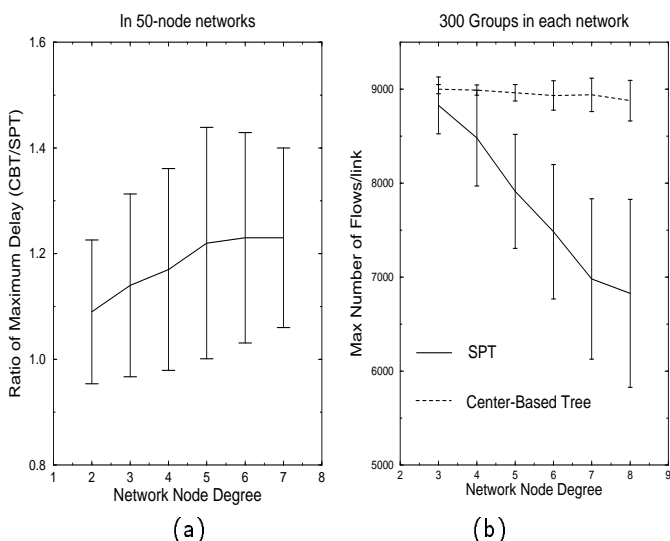 In 50-node networks
Ratio of Maximum Delay (CBT/SPT)
1.6
1.4
1.2
1.0
0.8
1 2 3 4 5 6 7 8
Network Node Degree
(a)
300 Groups in each network
Max Number of Flows/link
9000
8000
7000
6000
5000
SPT
Center-Based Tree
2 3 4 5 6 7 8 9
Network Node Degree
(b)